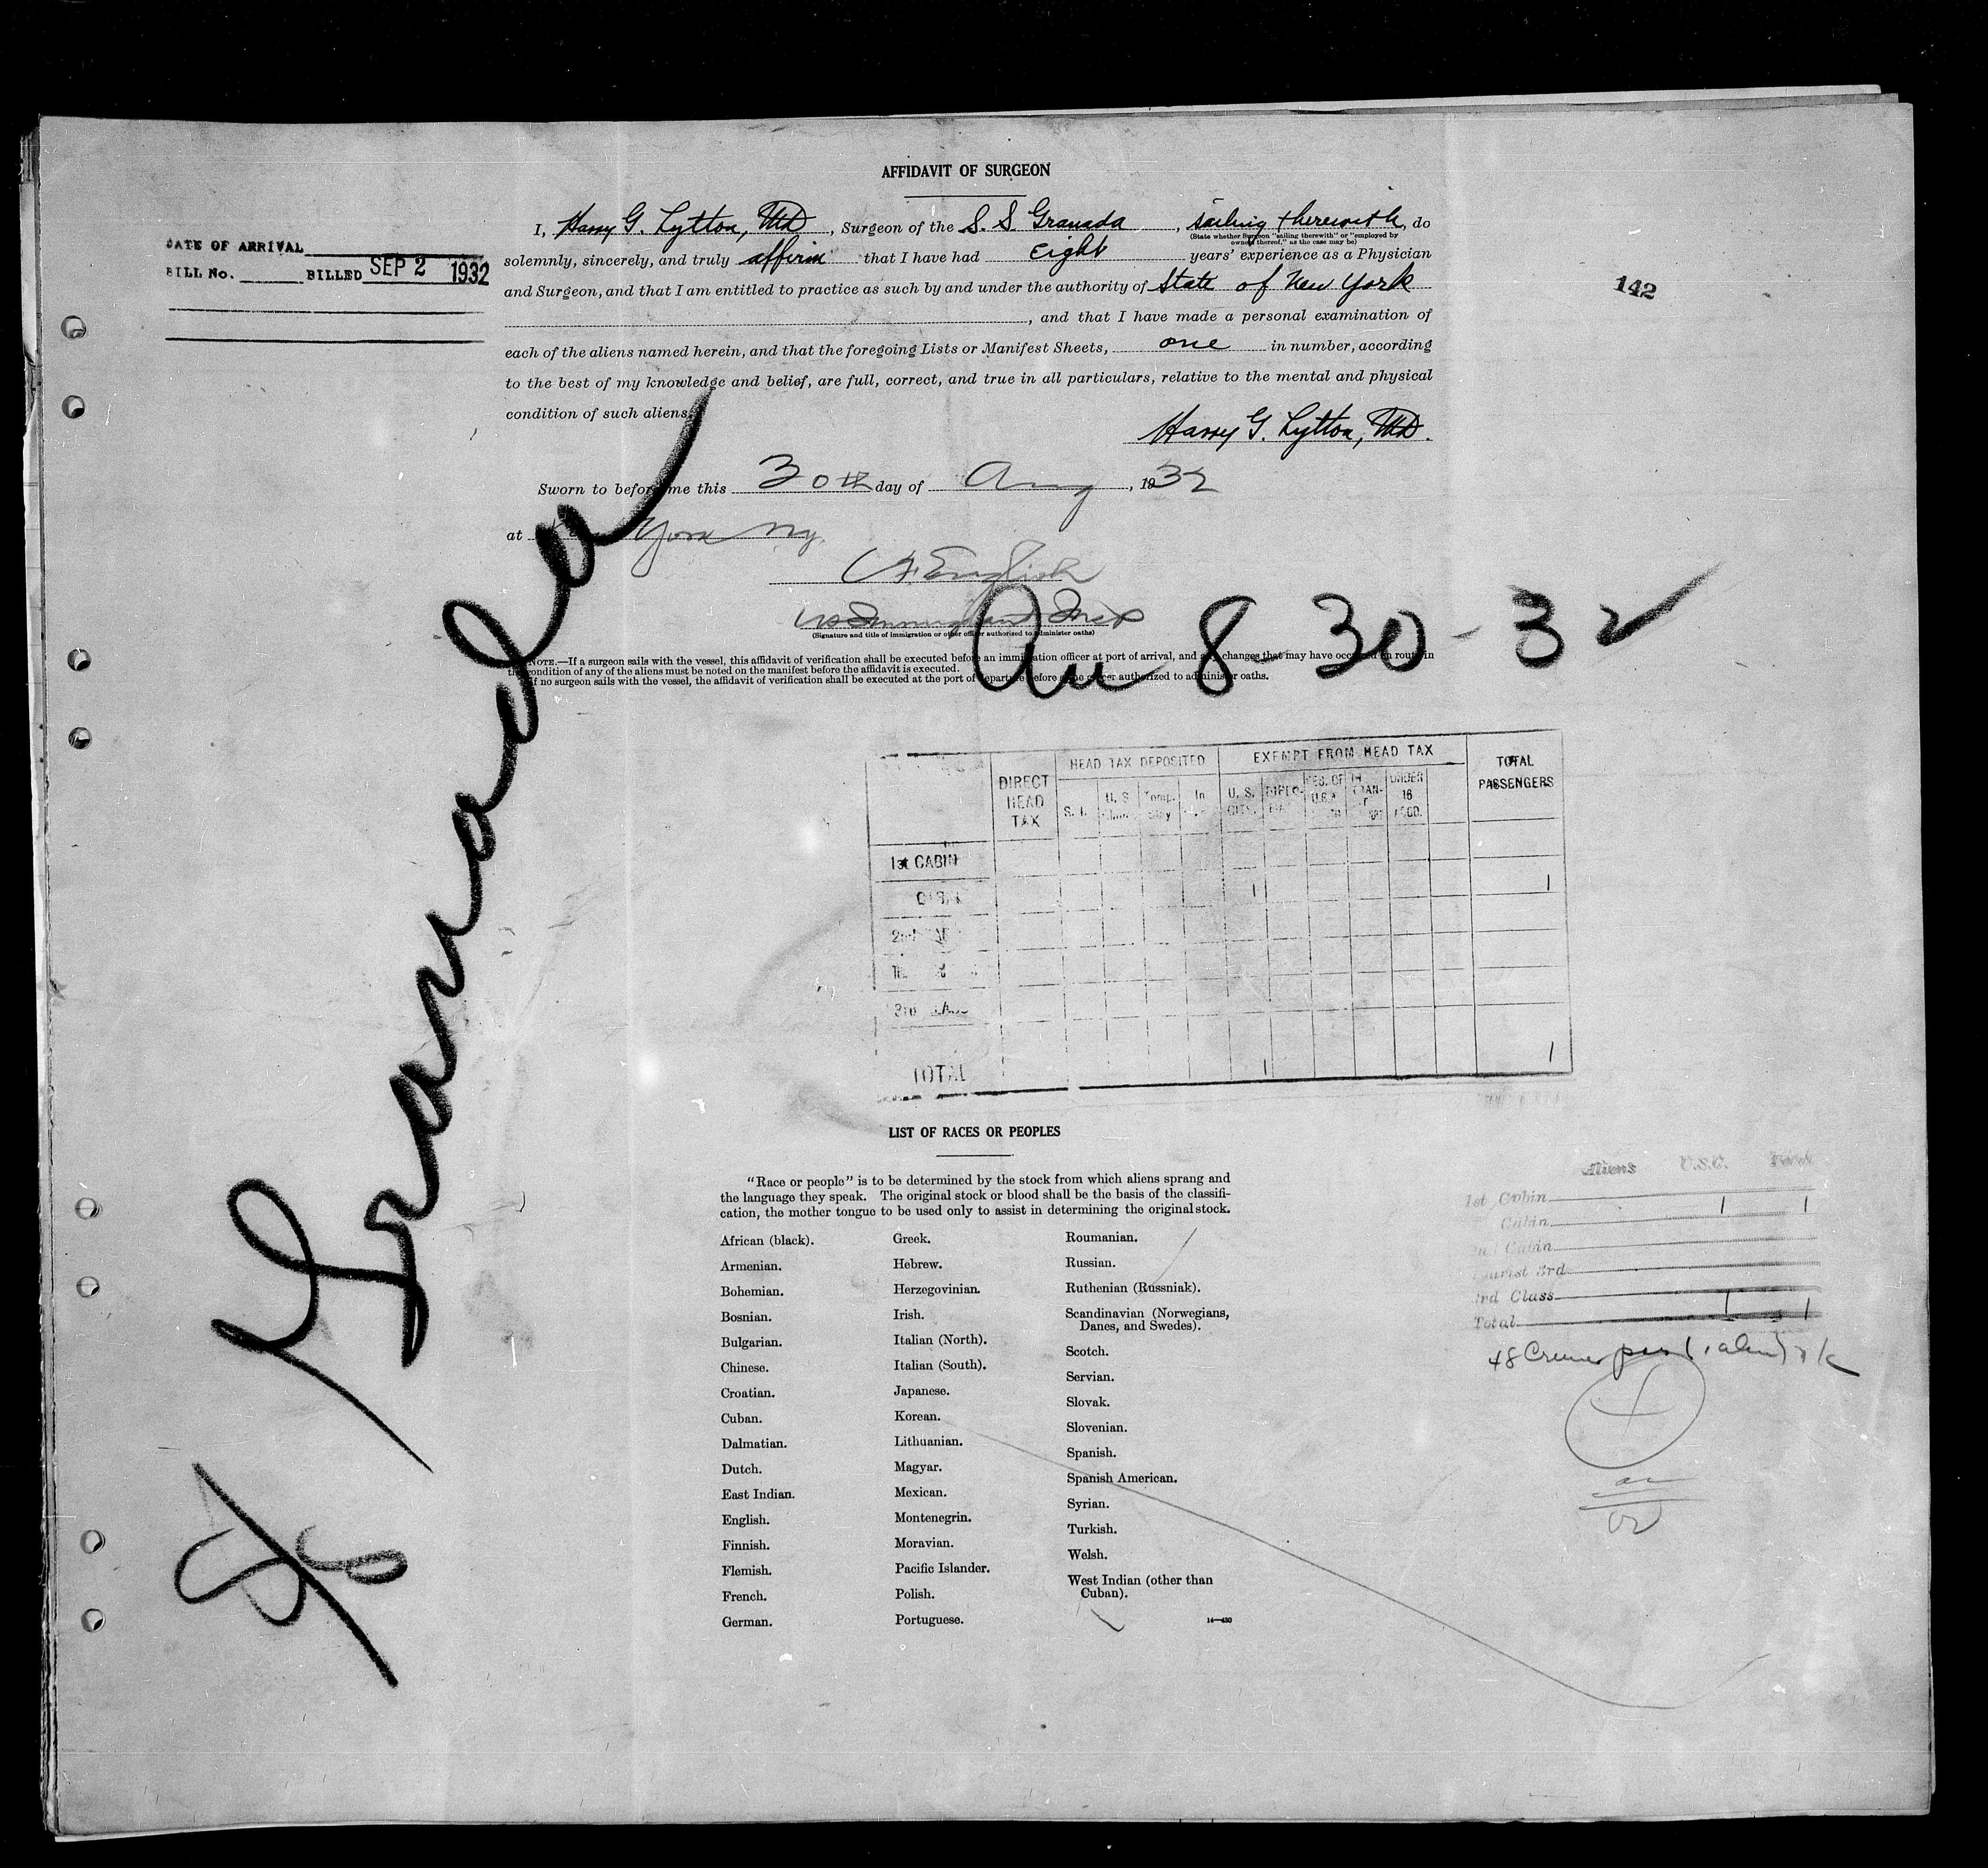 AFFIDAVIT OF SURGEON
I, Harry G. Lytton, MD, Surgeon of the S. S Granada, sailing therewith, do
(State whether Surgeon "sailing therewith" or "employed by
owners thereof," as the case may be)
solemnly, sincerely, and truly affirm that I have had eight years' experience as a Physician
and Surgeon, and that I am entitled to practice as such by and under the authority of State of New York
, and that I have made a personal examination of
each of the aliens named herein, and that the foregoing Lists or Manifest Sheets, one in number, according
to the best of my knowledge and belief, are full, correct, and true in all particulars, relative to the mental and physical
condition of such aliens.
Harry G. Lytton, MD.
Sworn to before me this 30th day of Aug, 1932
at York NY.
English
(Signature and title of immigration or other officer authorized to administer oaths)
NOTE.—If a surgeon sails with the vessel, this affidavit of verification shall be executed before an immigration officer at port of arrival, and any changes that may have occurred en route in
the condition of any of the aliens must be noted on the manifest before the affidavit is executed.
If no surgeon sails with the vessel, the affidavit of verification shall be executed at the port of departure before some officer authorized to administer oaths.
DATE OF ARRIVAL
BILL No. BILLED SEP 2 1932
142
8-30-32
Granada
DIRECT HEAD TAX
HEAD TAX DEPOSITED
EXEMPT FROM HEAD TAX
TOTAL PASSENGERS
S. I.
U. S.
Temp. Stay
In
U. S. CITZ.
UNDER 16
1st CABIN
CABIN 1 1
TOTAL 1 1
LIST OF RACES OR PEOPLES
"Race or people" is to be determined by the stock from which aliens sprang and
the language they speak. The original stock or blood shall be the basis of the classifi-
cation, the mother tongue to be used only to assist in determining the original stock.
African (black).
Armenian.
Bohemian.
Bosnian.
Bulgarian.
Chinese.
Croatian.
Cuban.
Dalmatian.
Dutch.
East Indian.
English.
Finnish.
Flemish.
French.
German.
Greek.
Hebrew.
Herzegovinian.
Irish.
Italian (North).
Italian (South).
Japanese.
Korean.
Lithuanian.
Magyar.
Mexican.
Montenegrin.
Moravian.
Pacific Islander.
Polish.
Portuguese.
Roumanian.
Russian.
Ruthenian (Russniak).
Scandinavian (Norwegians,
Danes, and Swedes).
Scotch.
Servian.
Slovak.
Slovenian.
Spanish.
Spanish American.
Syrian.
Turkish.
Welsh.
West Indian (other than
Cuban).
14—430
Aliens U.S.C. Total
1st Cabin 1 1
Cabin
2nd Cabin
Tourist 3rd
3rd Class
Total 1 1
48